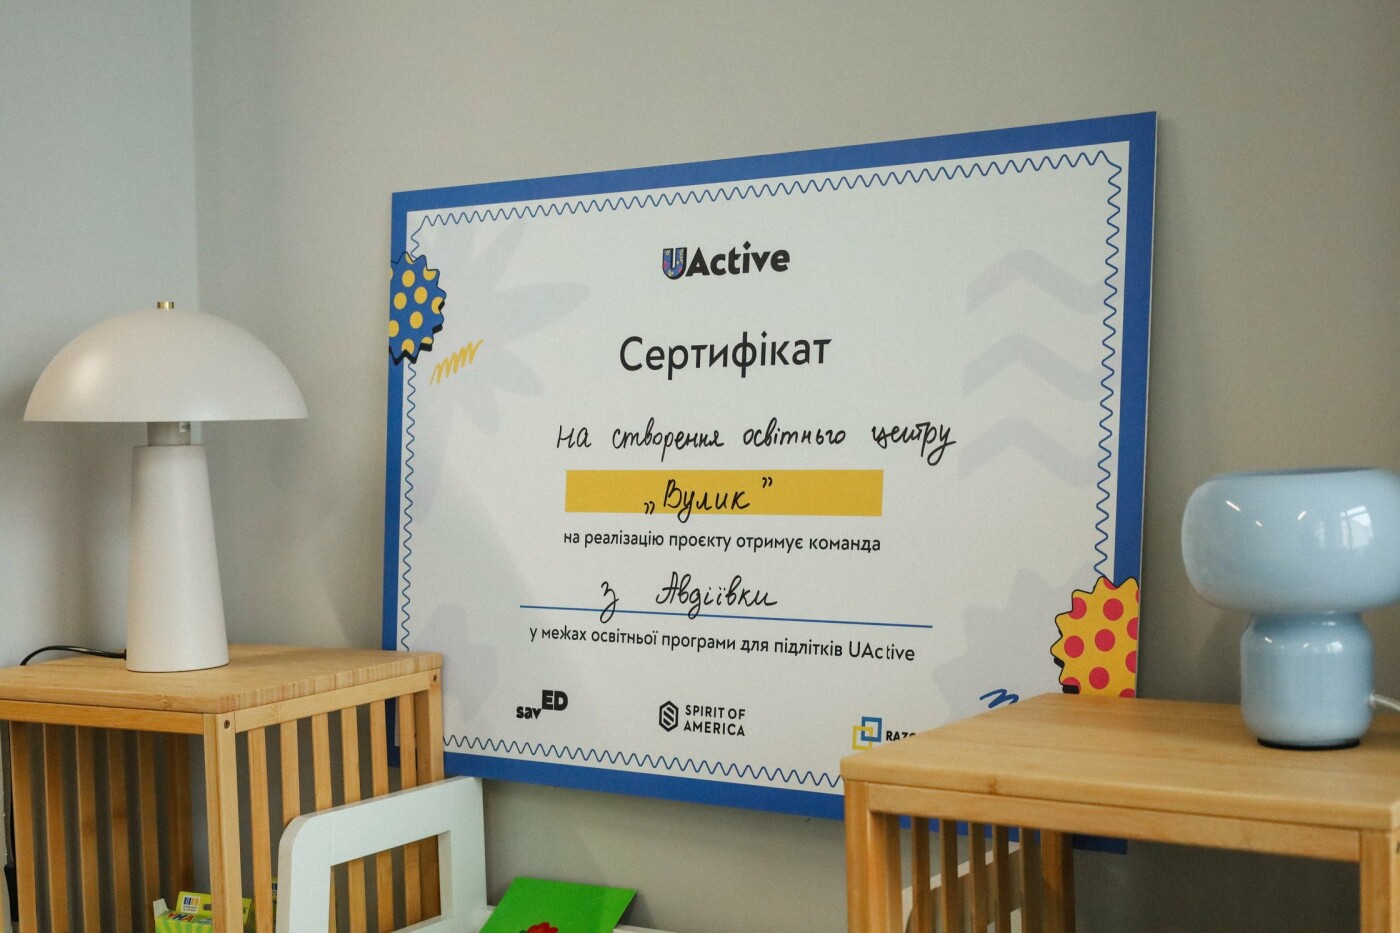 UActive
Сертифікат
на створення освітнього центру
„Вулик”
на реалізацію проєкту отримує команда
з Авдіївки
у межах освітньої програми для підлітків UActive
savED
SPIRIT OF
AMERICA